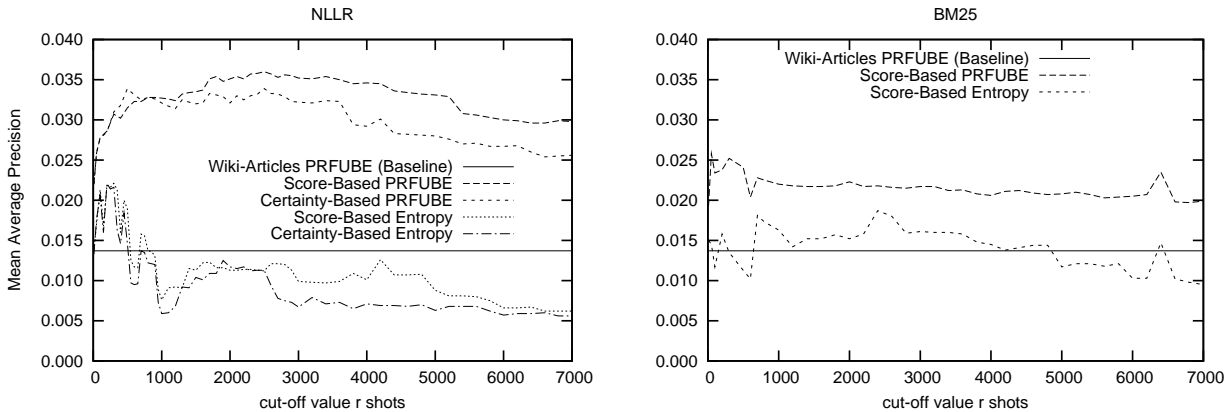 NLLR
Mean Average Precision
0.040
0.035
0.030
0.025
0.020
0.015
0.010
0.005
0.000
Wiki-Articles PRFUBE (Baseline)
Score-Based PRFUBE
Certainty-Based PRFUBE
Score-Based Entropy
Certainty-Based Entropy
0 1000 2000 3000 4000 5000 6000 7000
cut-off value r shots
BM25
0.040
0.035
0.030
0.025
0.020
0.015
0.010
0.005
0.000
Wiki-Articles PRFUBE (Baseline)
Score-Based PRFUBE
Score-Based Entropy
0 1000 2000 3000 4000 5000 6000 7000
cut-off value r shots